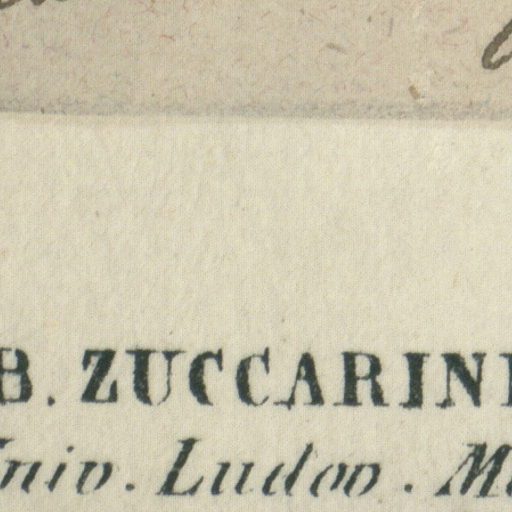 B. ZUCCARINI
Univ. Ludov. M